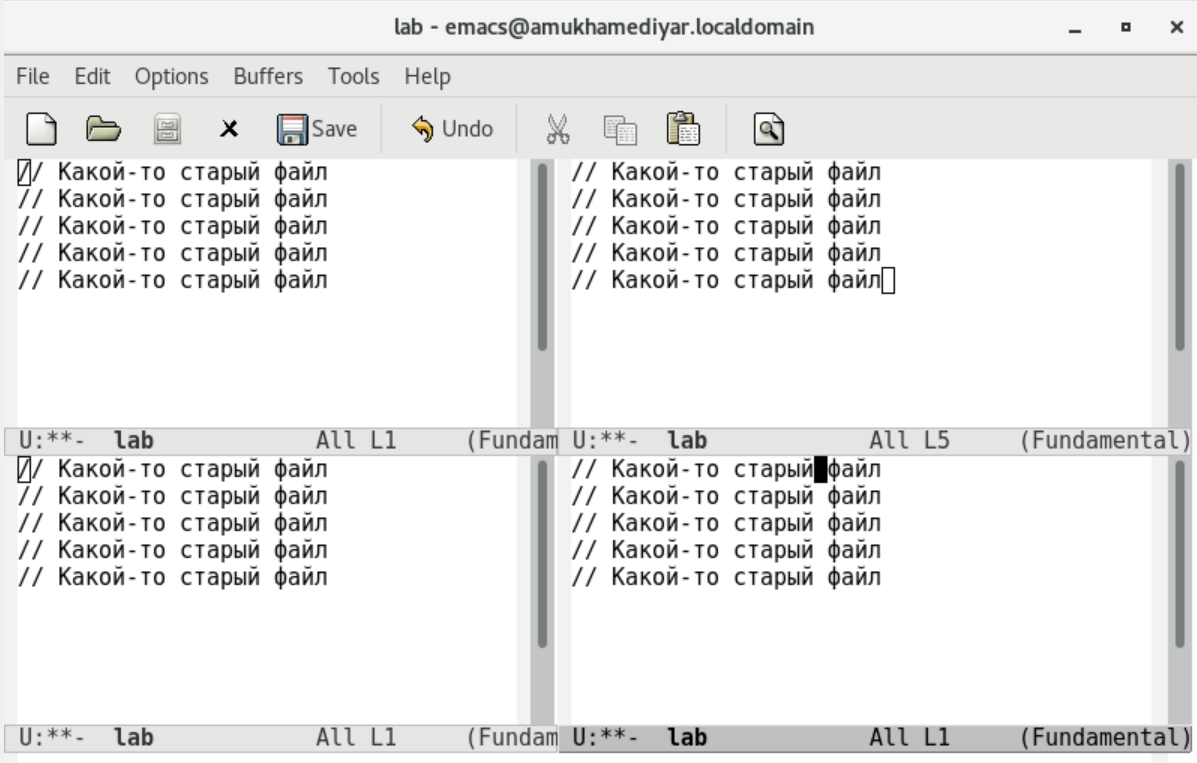 lab - emacs@amukhamediyar.localdomain
File Edit Options Buffers Tools Help
Save Undo
// Какой-то старый файл
// Какой-то старый файл
// Какой-то старый файл
// Какой-то старый файл
// Какой-то старый файл
U:**- lab All L1 (Fundam
// Какой-то старый файл
// Какой-то старый файл
// Какой-то старый файл
// Какой-то старый файл
// Какой-то старый файл
U:**- lab All L5 (Fundamental)
// Какой-то старый файл
// Какой-то старый файл
// Какой-то старый файл
// Какой-то старый файл
// Какой-то старый файл
U:**- lab All L1 (Fundam
// Какой-то старый файл
// Какой-то старый файл
// Какой-то старый файл
// Какой-то старый файл
// Какой-то старый файл
U:**- lab All L1 (Fundamental)